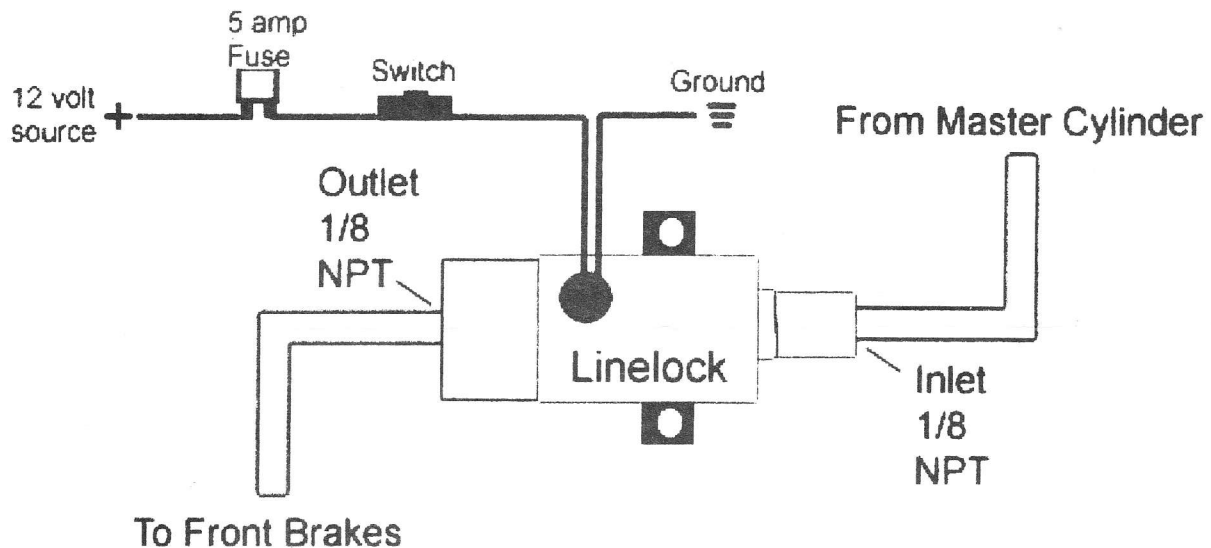 5 amp
Fuse
Switch
Ground
12 volt
source
+
From Master Cylinder
Outlet
1/8
NPT
Linelock
Inlet
1/8
NPT
To Front Brakes